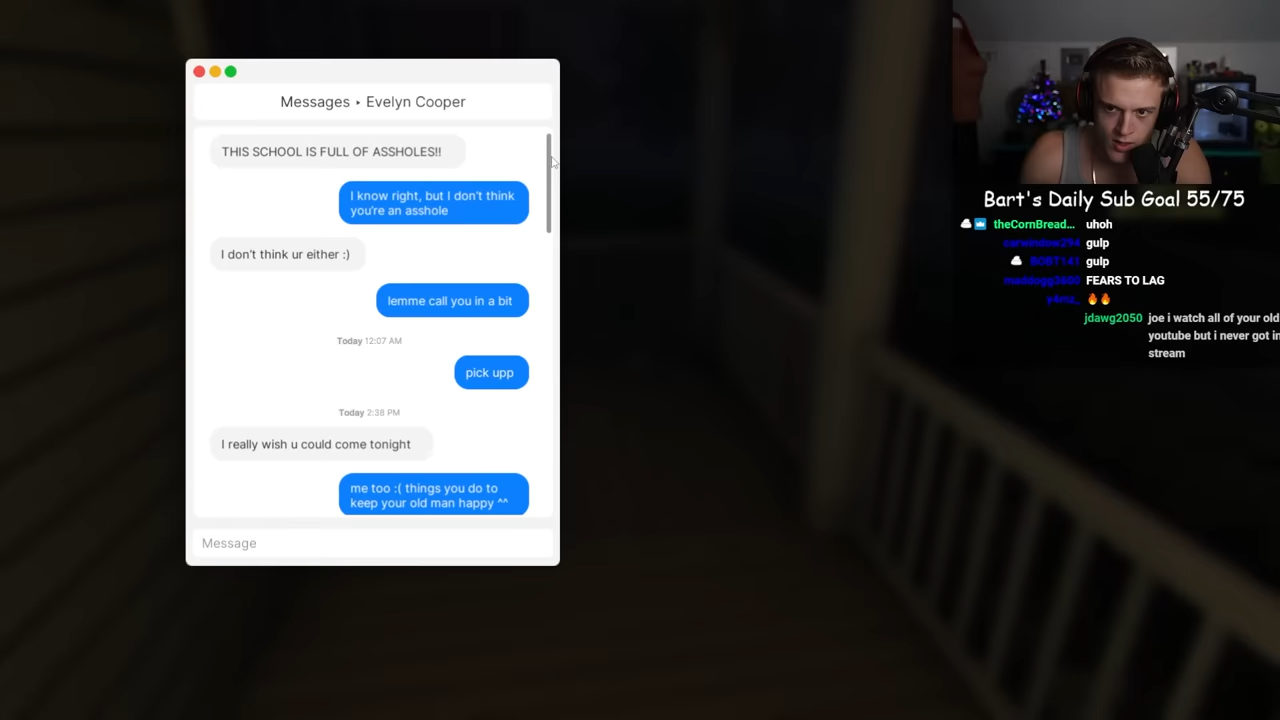 Messages ▸ Evelyn Cooper
THIS SCHOOL IS FULL OF ASSHOLES!!
I know right, but I don't think
you're an asshole
I don't think ur either :)
lemme call you in a bit
Today 12:07 AM
pick upp
Today 2:38 PM
I really wish u could come tonight
me too :( things you do to
keep your old man happy ^^
Message
Bart's Daily Sub Goal 55/75
theCornBread... uhoh
gulp
gulp
FEARS TO LAG
🔥🔥
jdawg2050 joe i watch all of your old
youtube but i never got in
stream